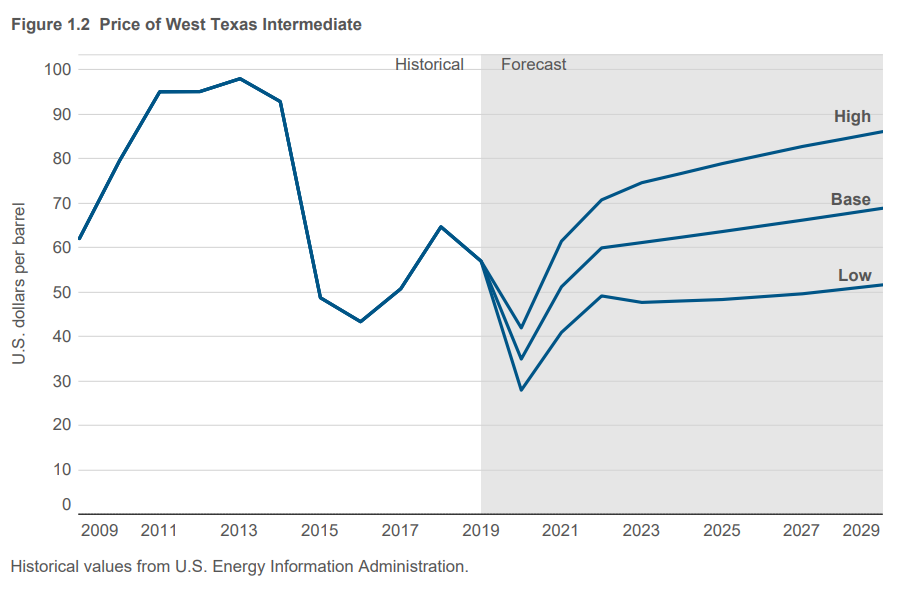 Figure 1.2 Price of West Texas Intermediate
Historical Forecast
100
90
80
70
60
50
40
30
20
10
0
U.S. dollars per barrel
High
Base
Low
2009 2011 2013 2015 2017 2019 2021 2023 2025 2027 2029
Historical values from U.S. Energy Information Administration.